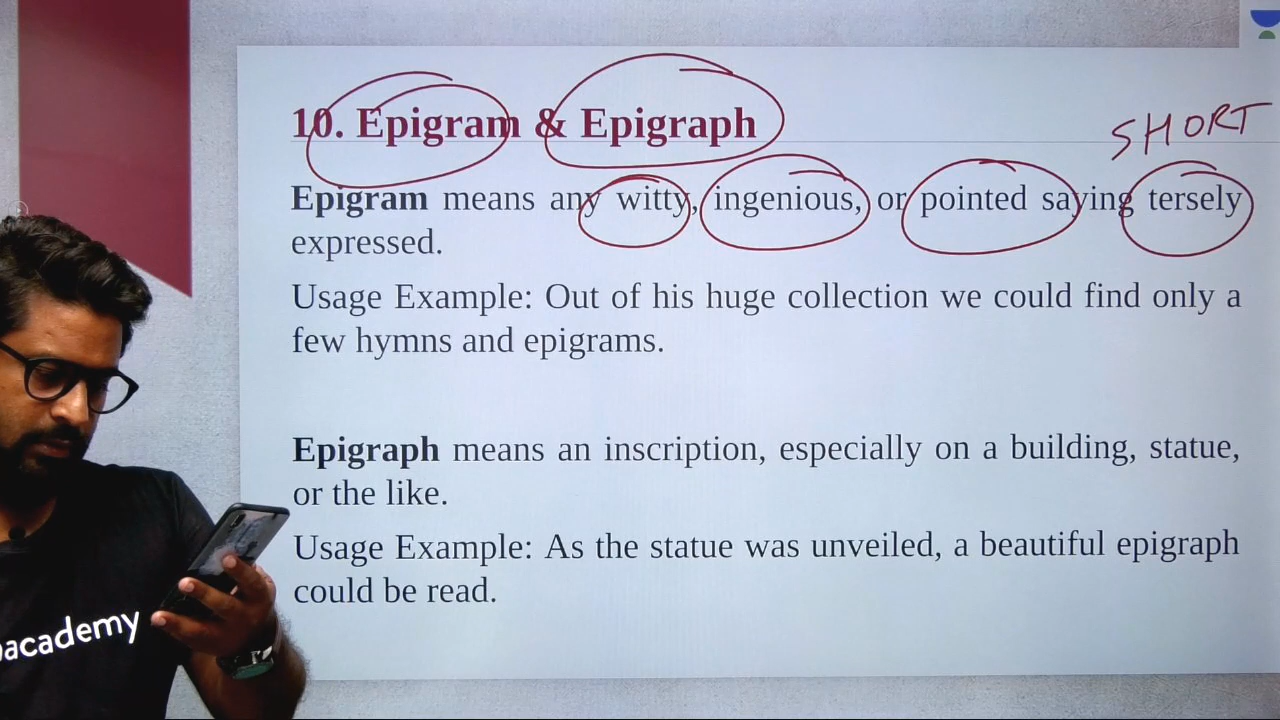 10. Epigram & Epigraph
SHORT
Epigram means any witty, ingenious, or pointed saying tersely
expressed.
Usage Example: Out of his huge collection we could find only a
few hymns and epigrams.
Epigraph means an inscription, especially on a building, statue,
or the like.
Usage Example: As the statue was unveiled, a beautiful epigraph
could be read.
academy